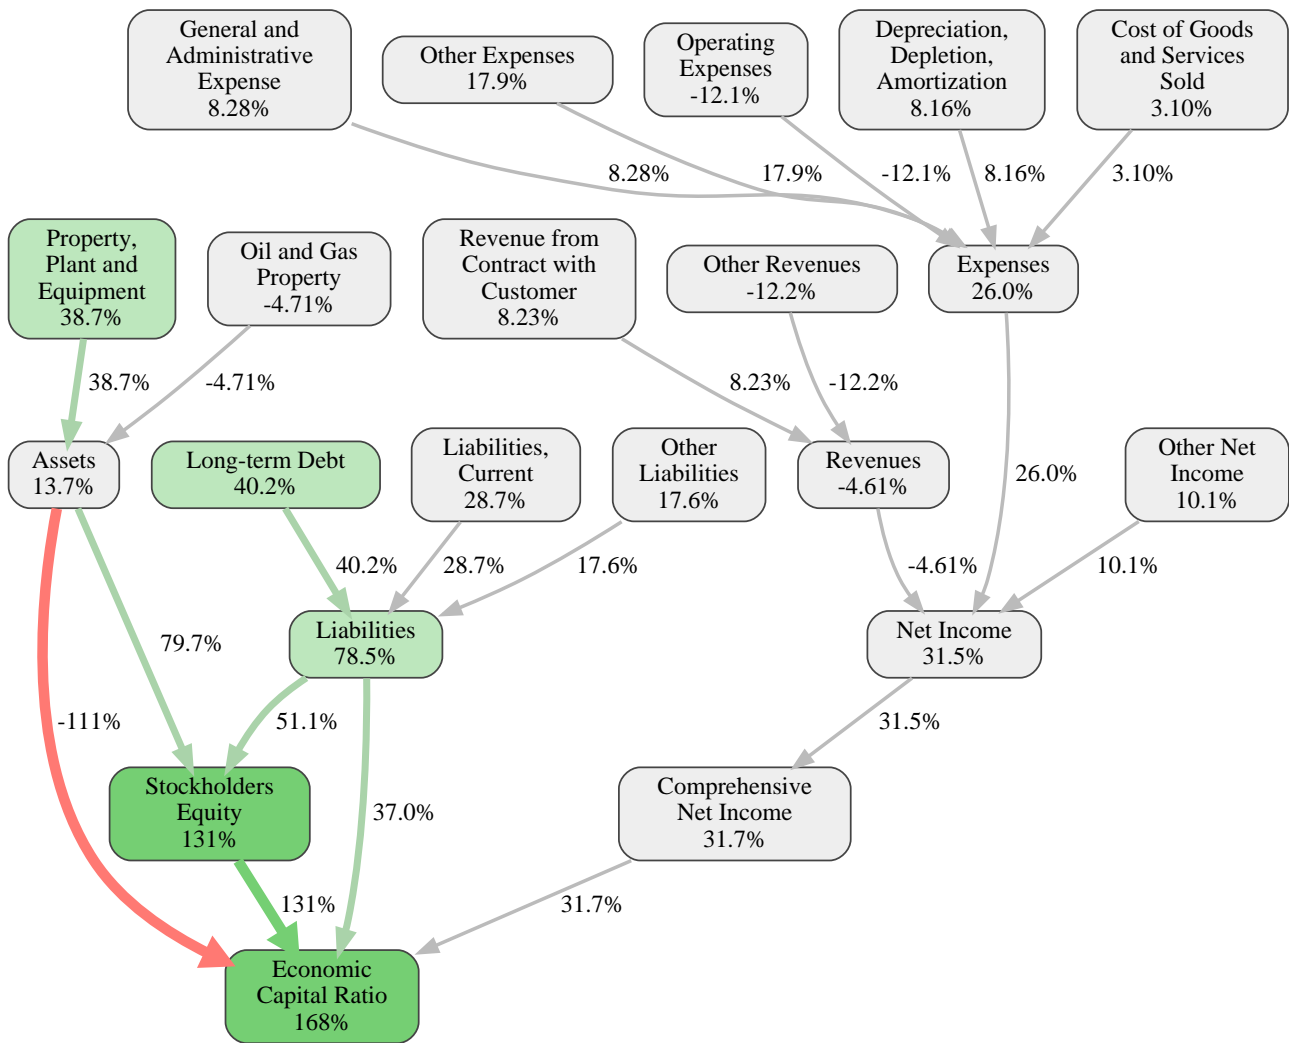 General and
Administrative
Expense
8.28%
Other Expenses
17.9%
Operating
Expenses
-12.1%
Depreciation,
Depletion,
Amortization
8.16%
Cost of Goods
and Services
Sold
3.10%
8.28%
17.9%
-12.1%
8.16%
3.10%
Property,
Plant and
Equipment
38.7%
Oil and Gas
Property
-4.71%
Revenue from
Contract with
Customer
8.23%
Other Revenues
-12.2%
Expenses
26.0%
38.7%
-4.71%
8.23%
-12.2%
Assets
13.7%
Long-term Debt
40.2%
Liabilities,
Current
28.7%
Other
Liabilities
17.6%
Revenues
-4.61%
26.0%
Other Net
Income
10.1%
40.2%
28.7%
17.6%
-4.61%
10.1%
79.7%
Liabilities
78.5%
Net Income
31.5%
-111%
51.1%
31.5%
Stockholders
Equity
131%
37.0%
Comprehensive
Net Income
31.7%
131%
31.7%
Economic
Capital Ratio
168%